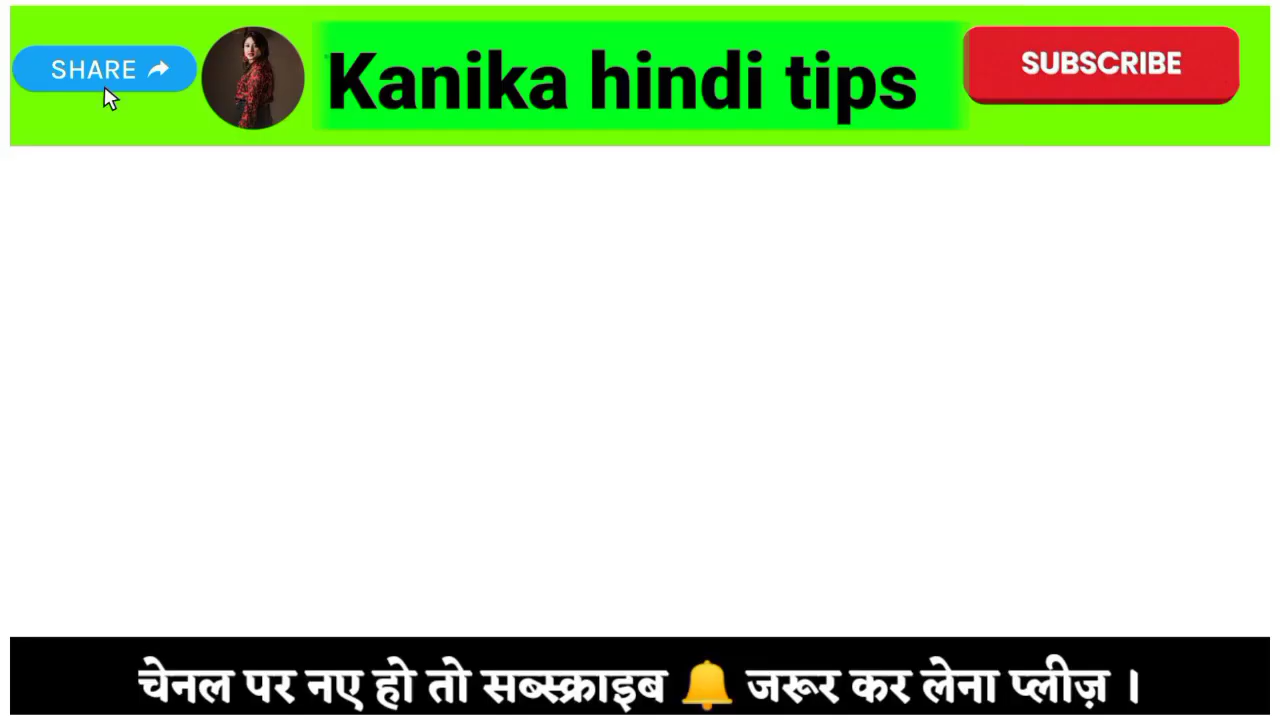 SHARE
Kanika hindi tips
SUBSCRIBE
चेनल पर नए हो तो सब्स्क्राइब 🔔 जरूर कर लेना प्लीज़ ।